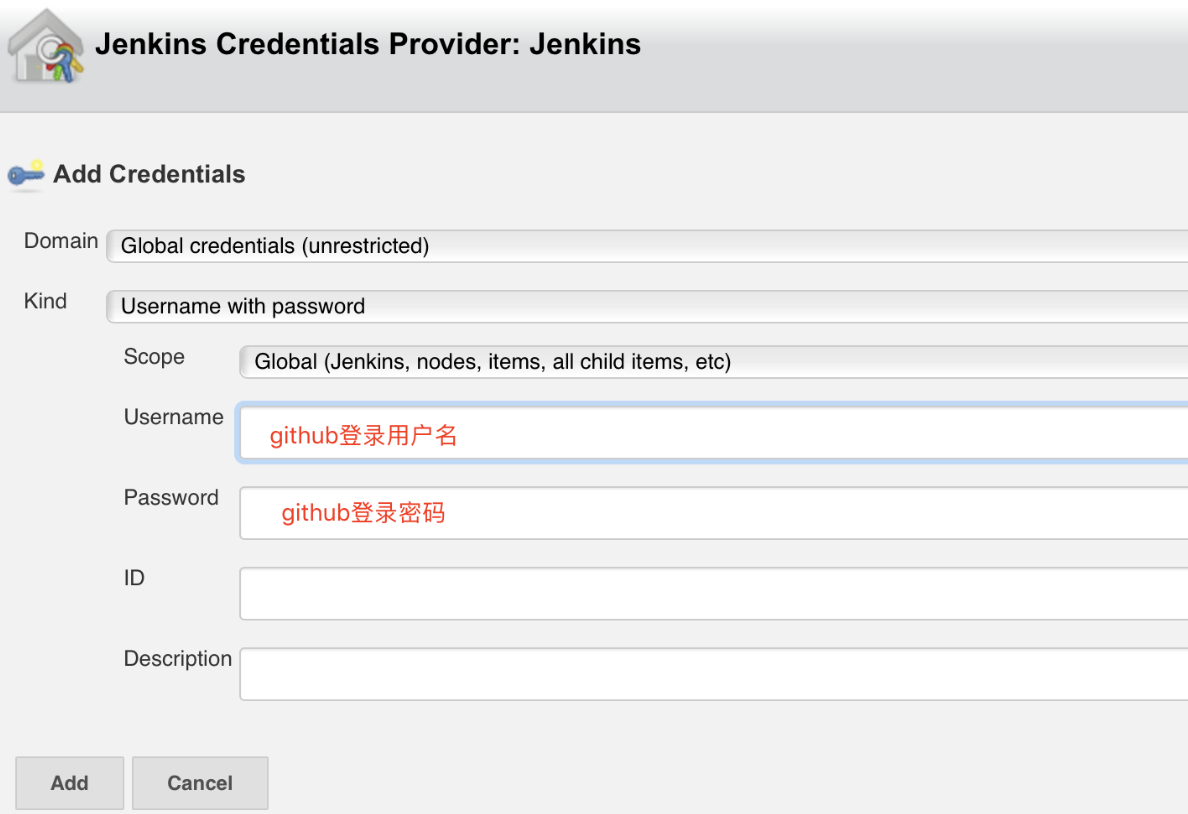 Jenkins Credentials Provider: Jenkins
Add Credentials
Domain Global credentials (unrestricted)
Kind Username with password
Scope Global (Jenkins, nodes, items, all child items, etc)
Username github登录用户名
Password github登录密码
ID
Description
Add Cancel